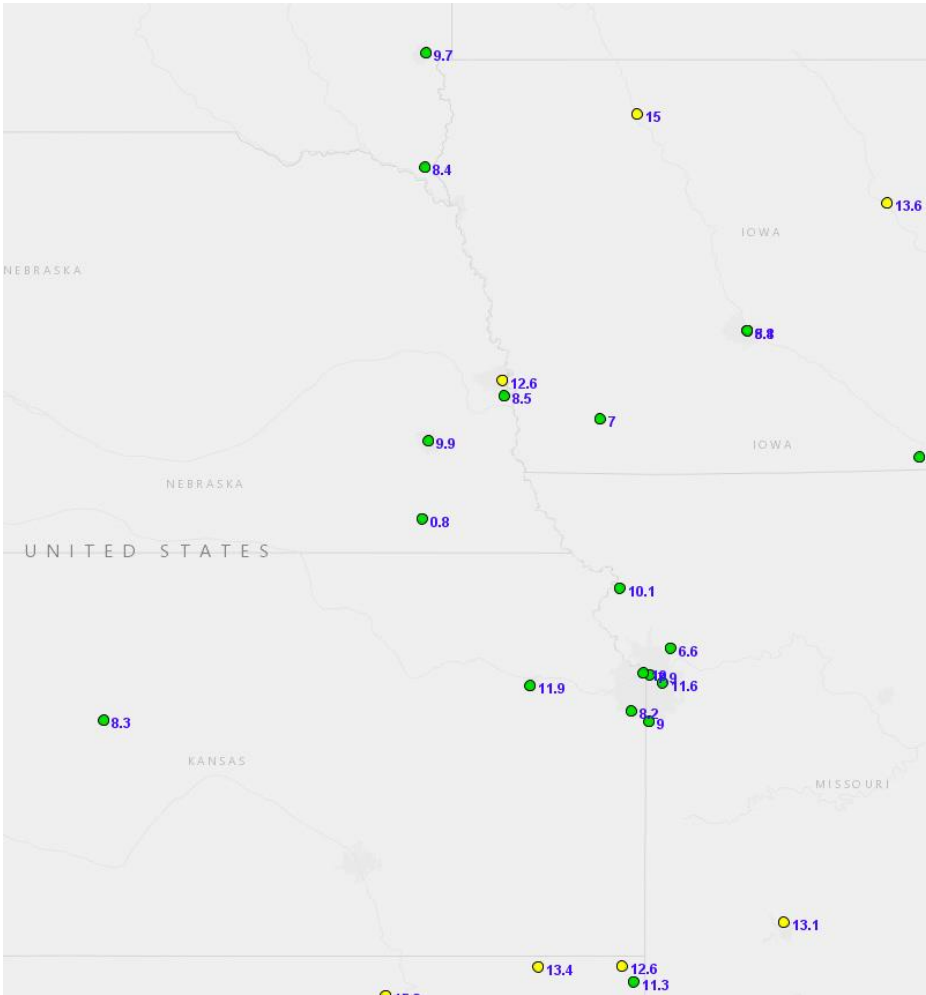 9.7
15
8.4
13.6
IOWA
NEBRASKA
12.6
8.5
7
9.9
IOWA
NEBRASKA
0.8
UNITED STATES
10.1
6.6
11.6
11.9
8.2
9
8.3
KANSAS
MISSOURI
13.1
13.4
12.6
11.3